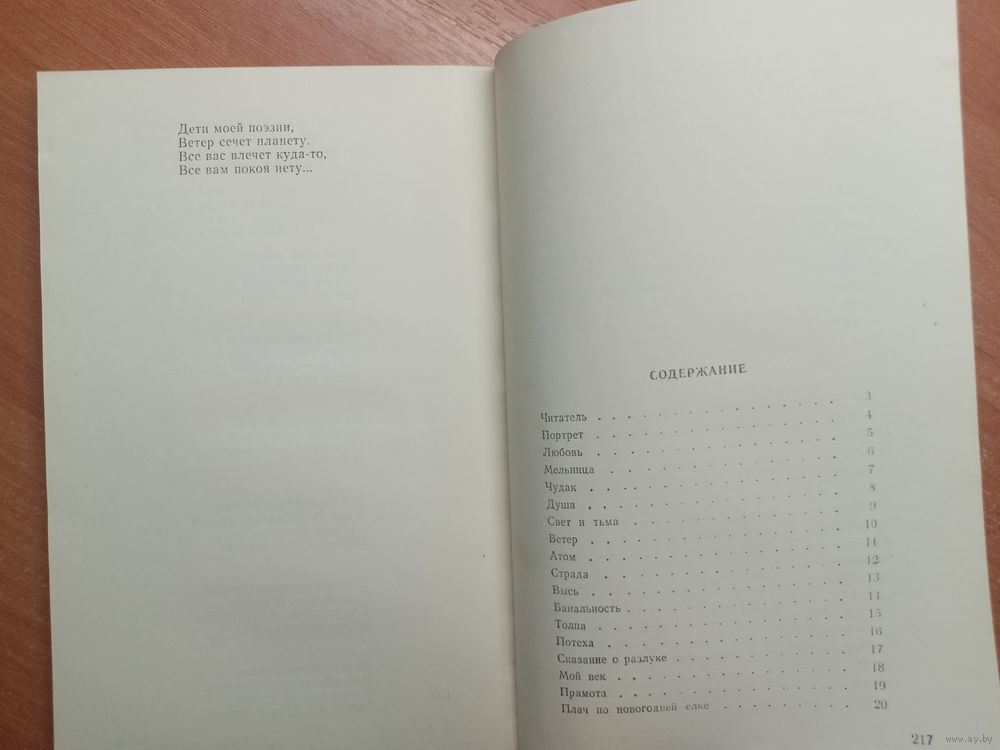 Дети моей поэзии,
Ветер сечет планету.
Все вас влечет куда-то,
Все вам покоя нету...
СОДЕРЖАНИЕ
Читатель . . . . . . . . . . . . . . . 3
Портрет . . . . . . . . . . . . . . . 4
Любовь . . . . . . . . . . . . . . . 5
Мельница . . . . . . . . . . . . . . . 6
Чудак . . . . . . . . . . . . . . . 7
Душа . . . . . . . . . . . . . . . 8
Свет и тьма . . . . . . . . . . . . . . . 9
Ветер . . . . . . . . . . . . . . . 10
Атом . . . . . . . . . . . . . . . 11
Страда . . . . . . . . . . . . . . . 12
Высь . . . . . . . . . . . . . . . 13
Банальность . . . . . . . . . . . . . . . 14
Толпа . . . . . . . . . . . . . . . 15
Потеха . . . . . . . . . . . . . . . 16
Сказание о разлуке . . . . . . . . . . . . 17
Мой век . . . . . . . . . . . . . . . 18
Прямота . . . . . . . . . . . . . . . 19
Плач по новогодней елке . . . . . . . . . 20
217
www.ay.by